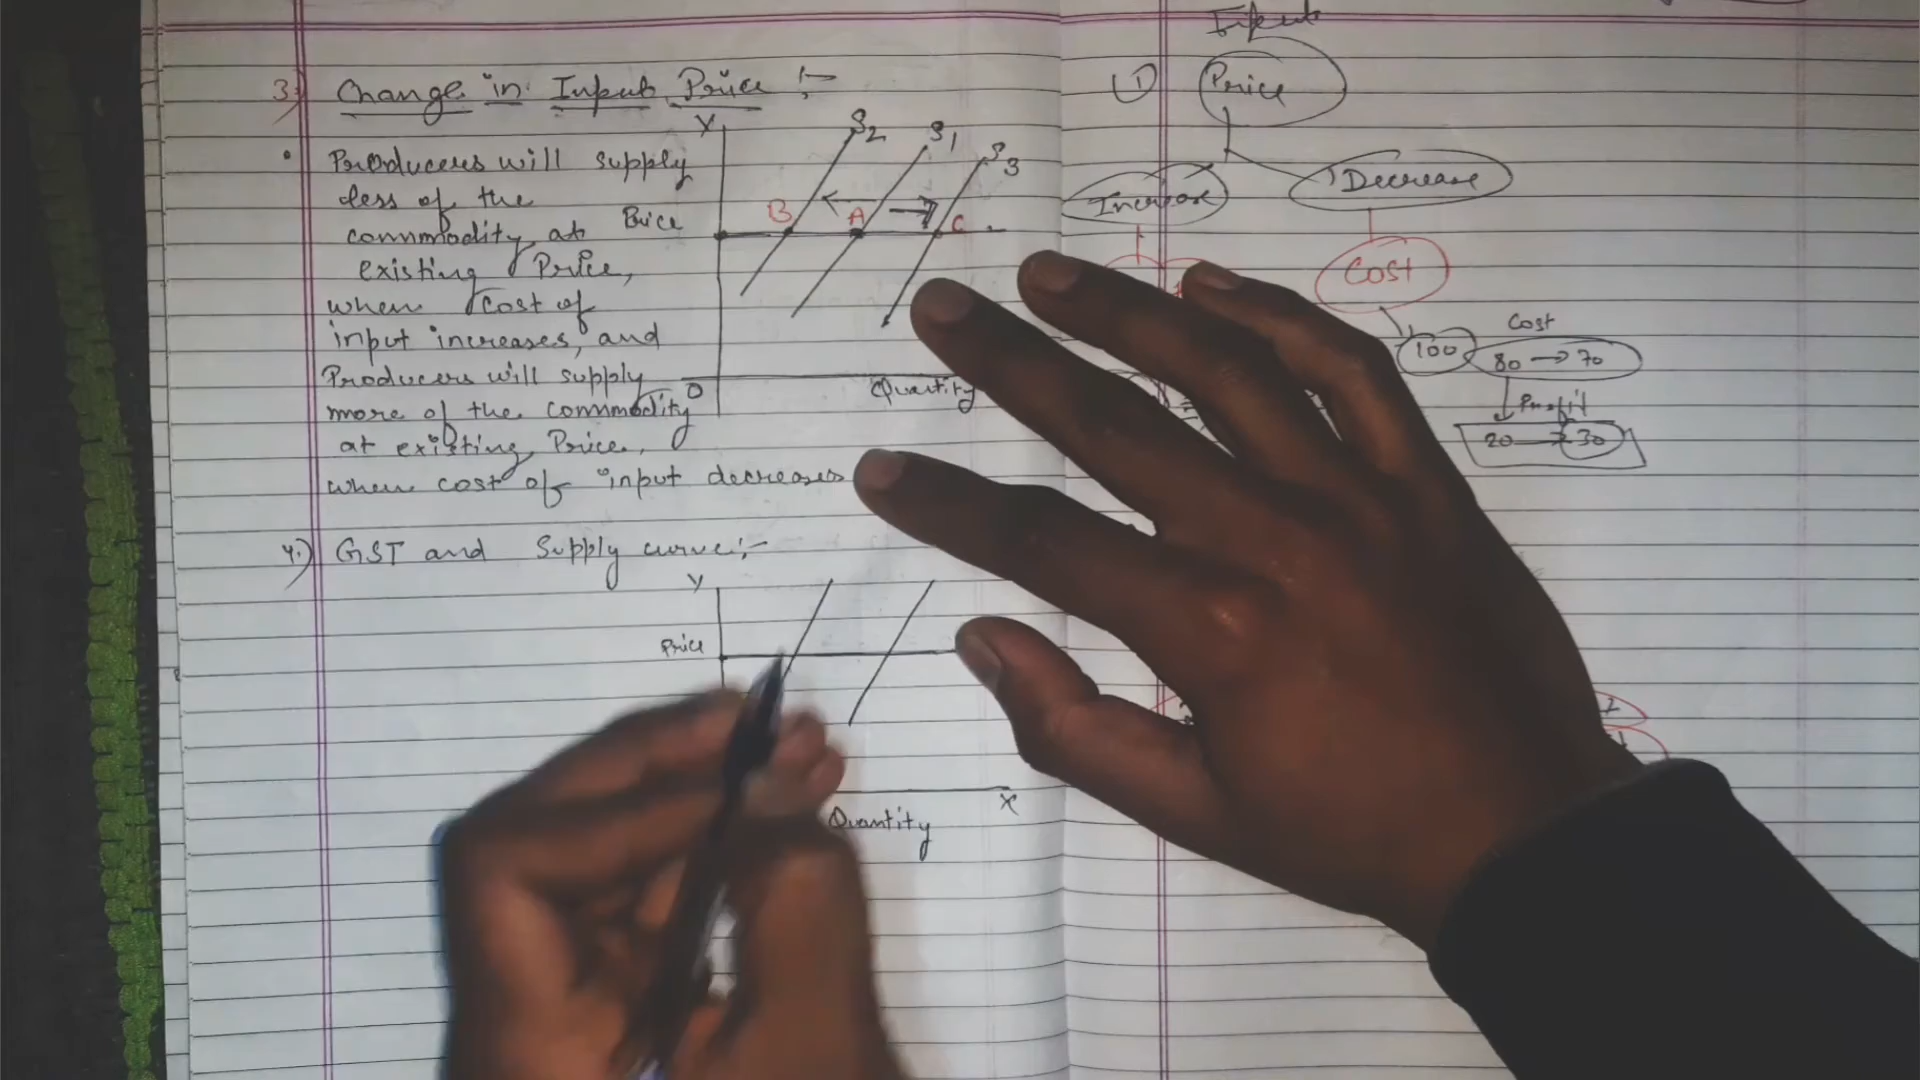 3) Change in Input Price :-
Y
S2
S1
S3
• Producers will supply
less of the
commodity at
existing Price,
when cost of
input increases, and
Producers will supply
more of the commodity
at existing Price,
when cost of input decreases
Price
B
A
C
O
Quantity
4.) GST and Supply curve:-
Y
Price
X
Quantity
Input
① Price
Increase
Decrease
Cost
100
Cost
80 → 70
Profit
20 → 30